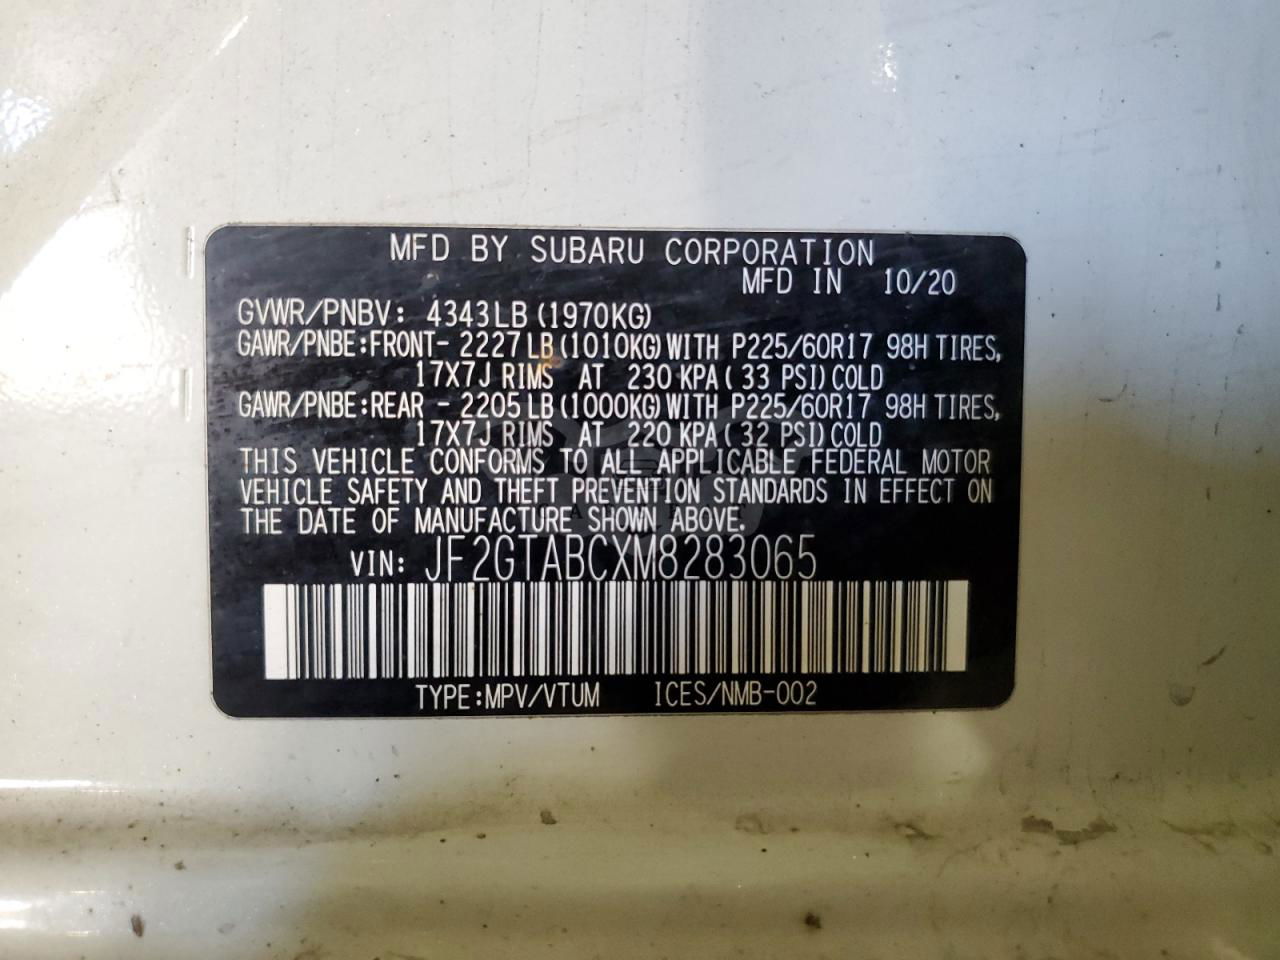 MFD BY SUBARU CORPORATION
MFD IN 10/20
GVWR/PNBV: 4343LB (1970KG)
GAWR/PNBE:FRONT- 2227 LB (1010KG) WITH P225/60R17 98H TIRES,
17X7J RIMS AT 230 KPA ( 33 PSI) COLD
GAWR/PNBE:REAR - 2205 LB (1000KG) WITH P225/60R17 98H TIRES,
17X7J RIMS AT 220 KPA ( 32 PSI) COLD
THIS VEHICLE CONFORMS TO ALL APPLICABLE FEDERAL MOTOR
VEHICLE SAFETY AND THEFT PREVENTION STANDARDS IN EFFECT ON
THE DATE OF MANUFACTURE SHOWN ABOVE.
VIN: JF2GTABCXM8283065
TYPE:MPV/VTUM ICES/NMB-002